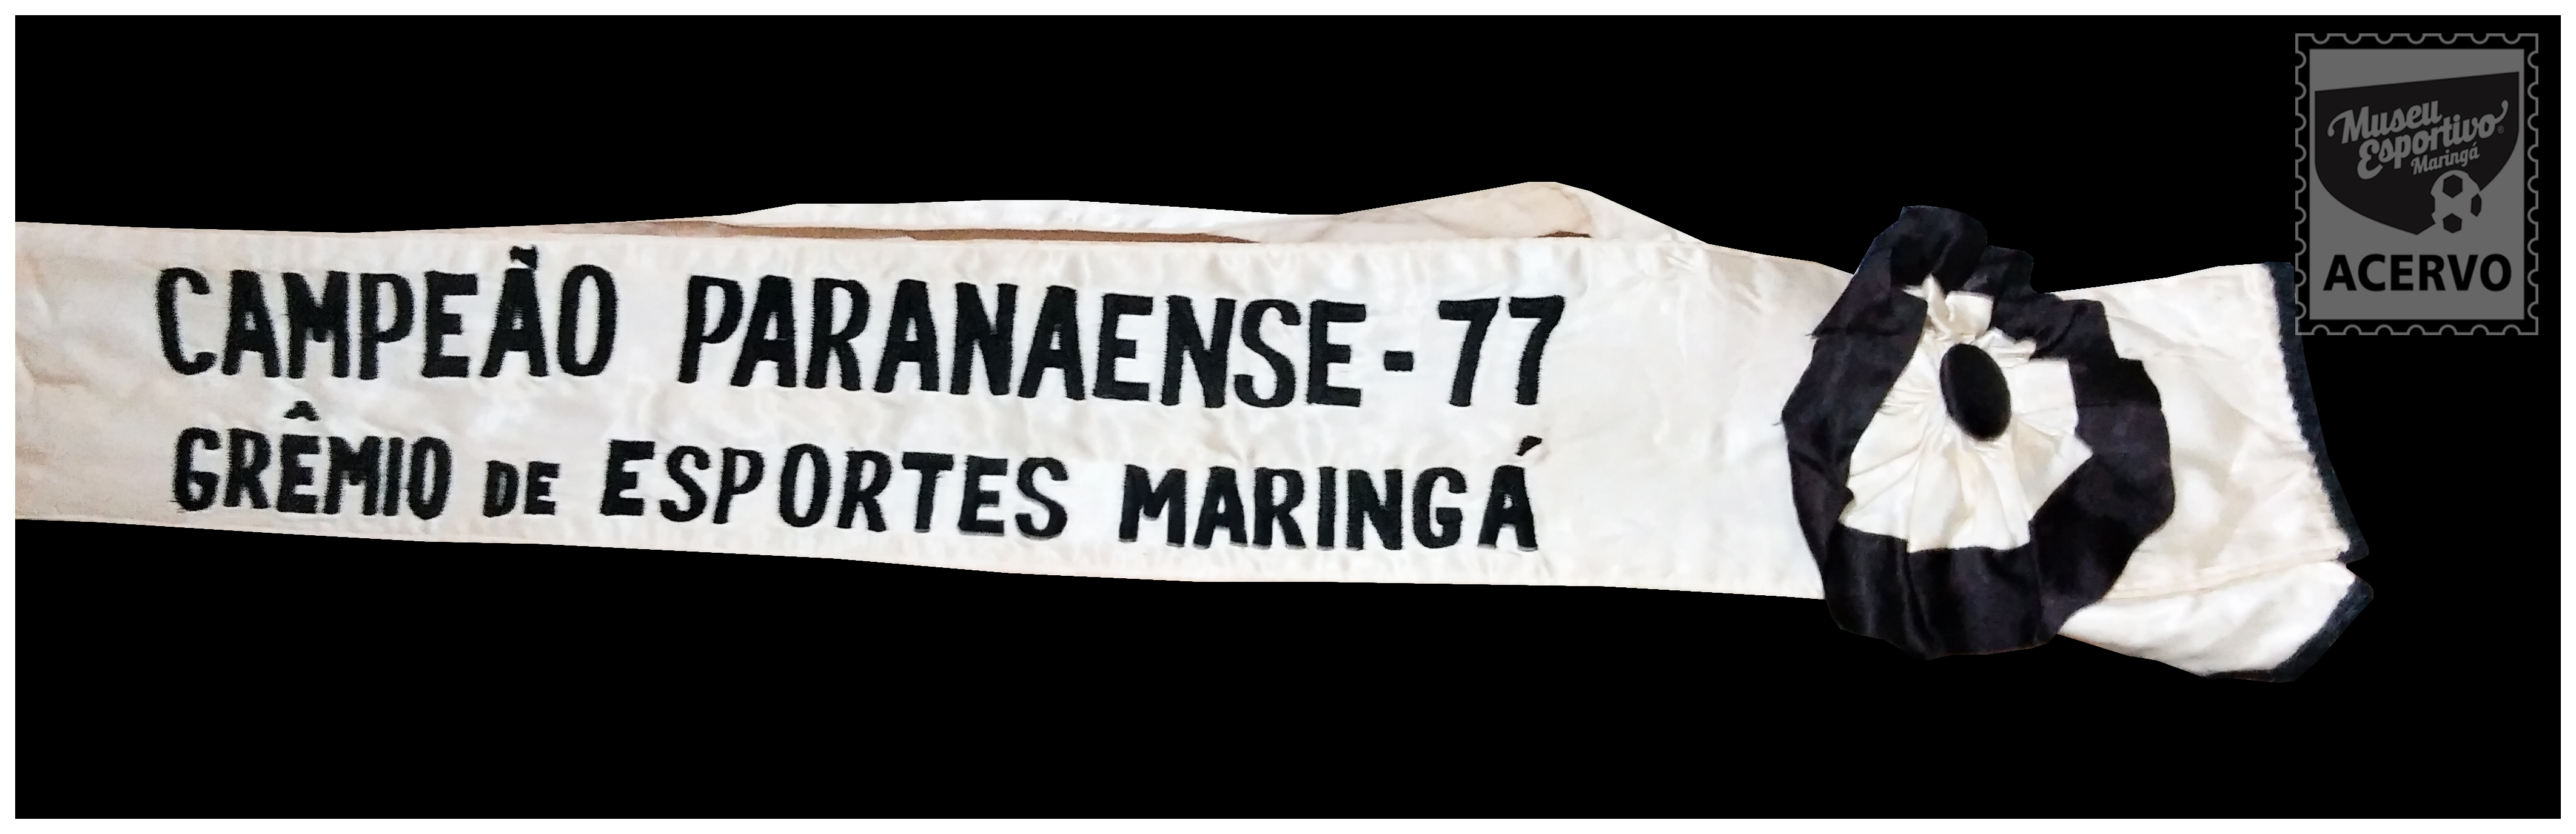 CAMPEÃO PARANAENSE-77
GRÊMIO DE ESPORTES MARINGÁ
Museu
Esportivo
Maringá
ACERVO